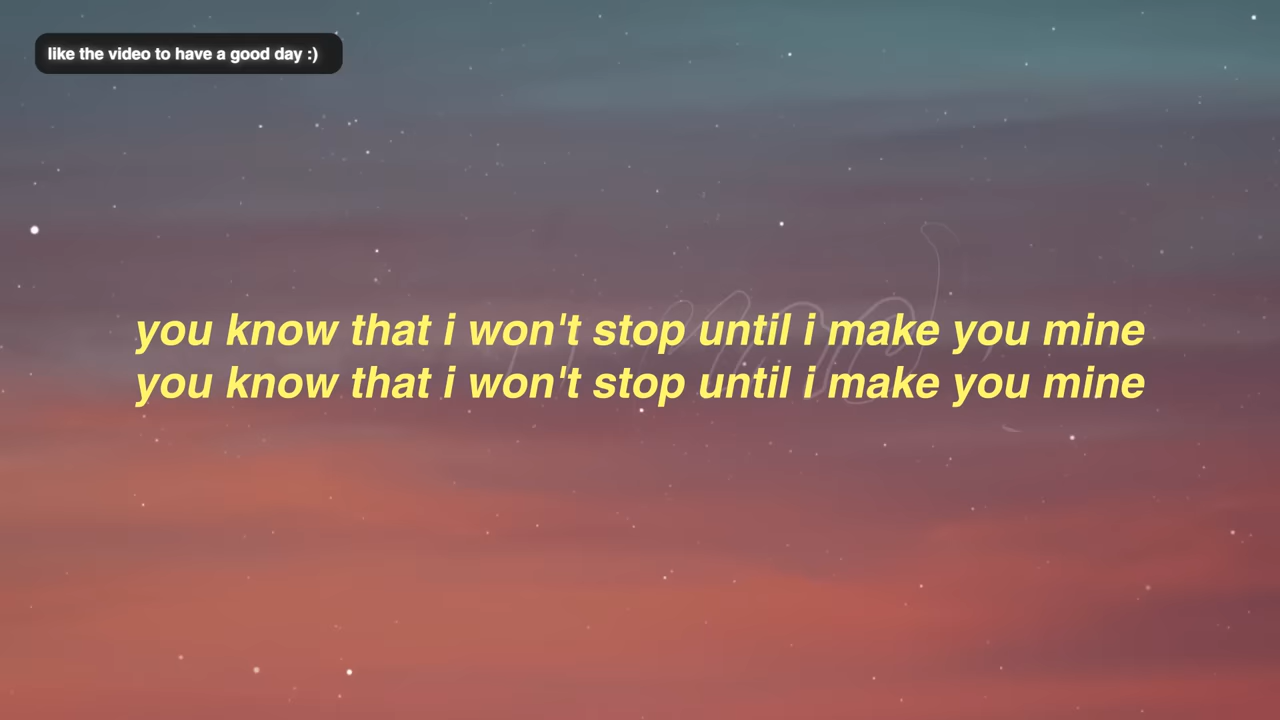 like the video to have a good day :)
you know that i won't stop until i make you mine
you know that i won't stop until i make you mine